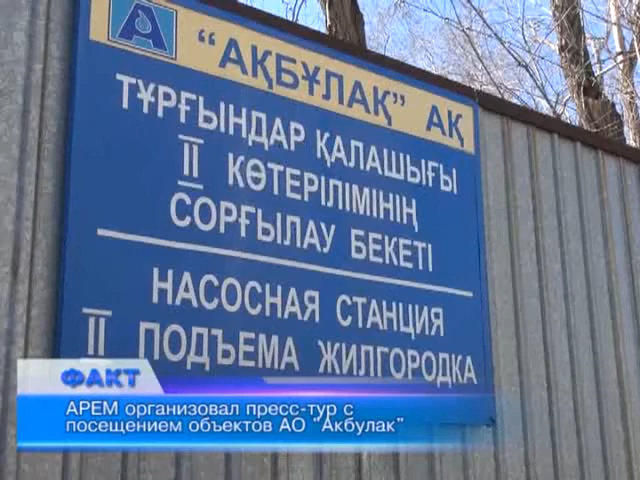 "АҚБҰЛАҚ" АҚ
ТҰРҒЫНДАР ҚАЛАШЫҒЫ
II КӨТЕРІЛІМІНІҢ
СОРҒЫЛАУ БЕКЕТІ
НАСОСНАЯ СТАНЦИЯ
II ПОДЪЕМА ЖИЛГОРОДКА
ФАКТ
АРЕМ организовал пресс-тур с
посещением объектов АО "Акбулак"